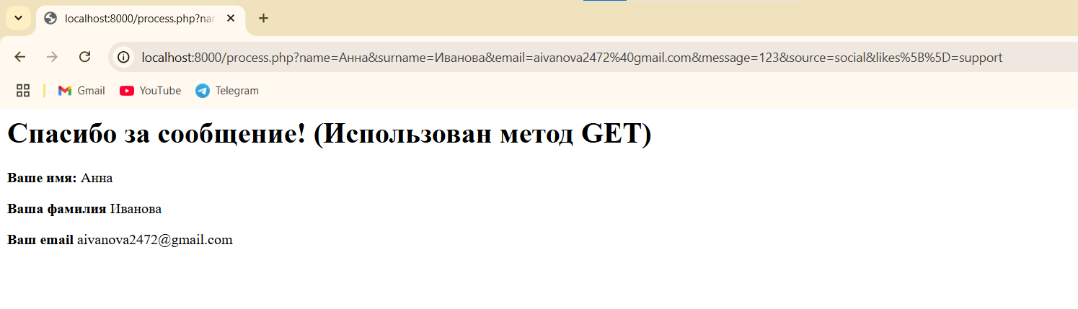 localhost:8000/process.php?na
localhost:8000/process.php?name=Анна&surname=Иванова&email=aivanova2472%40gmail.com&message=123&source=social&likes%5B%5D=support
Gmail YouTube Telegram
Спасибо за сообщение! (Использован метод GET)
Ваше имя: Анна
Ваша фамилия Иванова
Ваш email aivanova2472@gmail.com